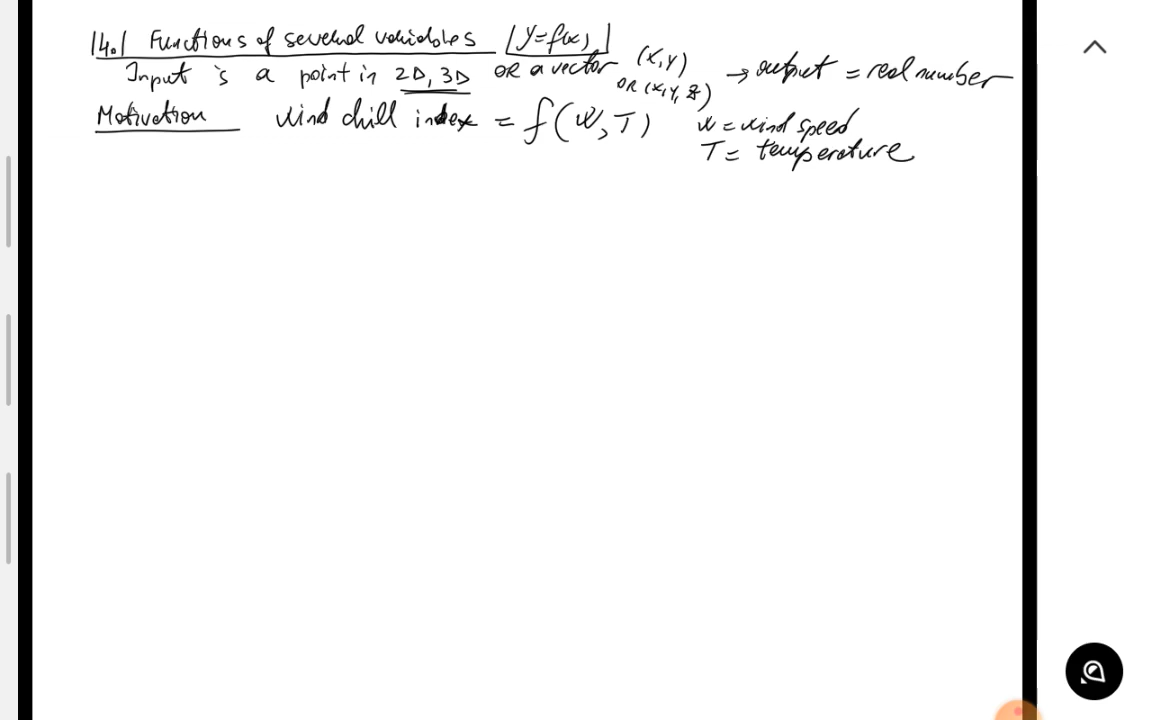 14.1 Functions of several variables [y=f(x)]
Input is a point in 2D, 3D OR a vector (x,y) OR (x,y,z) → output = real number
Motivation wind chill index = f(W,T) W = wind speed
T = temperature